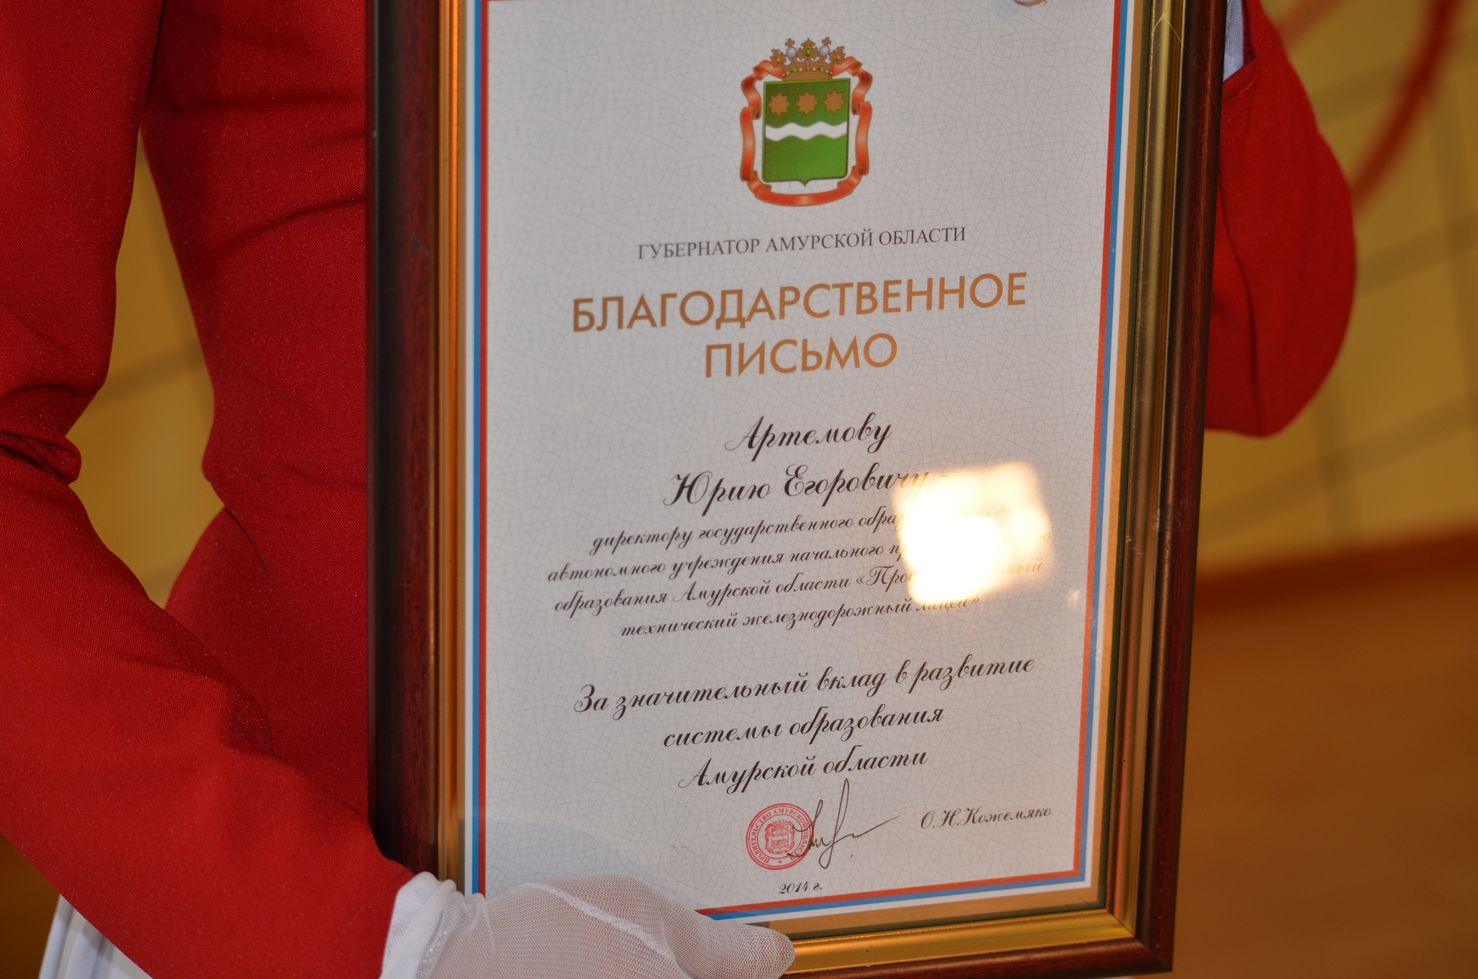 ГУБЕРНАТОР АМУРСКОЙ ОБЛАСТИ
БЛАГОДАРСТВЕННОЕ
ПИСЬМО
Артемову
Юрию Егоровичу -
директору государственного
автономного учреждения начального
образования Амурской области
технический железнодорожный лицей»
За значительный вклад в развитие
системы образования
Амурской области
О.Н.Кожемяко
2014 г.